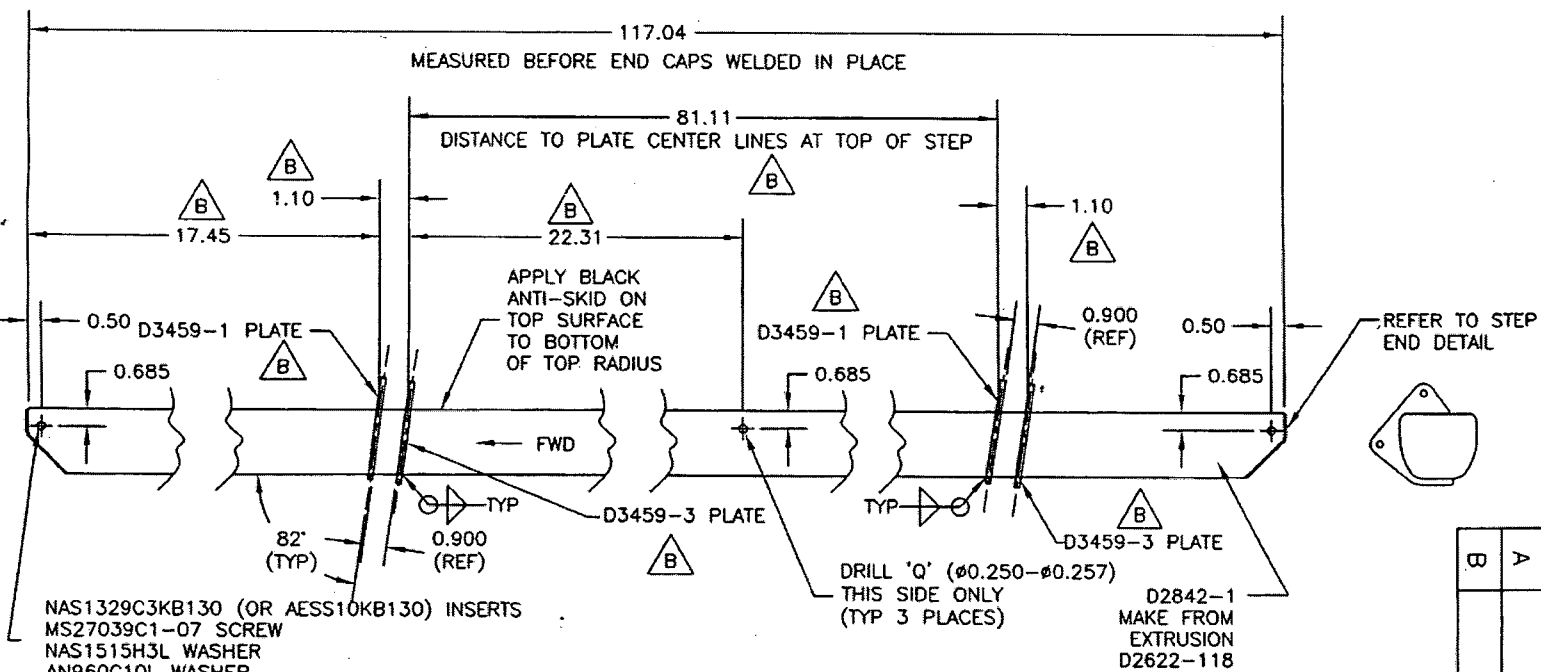 117.04
MEASURED BEFORE END CAPS WELDED IN PLACE
81.11
DISTANCE TO PLATE CENTER LINES AT TOP OF STEP
B
B
B
1.10
B
1.10
B
17.45
22.31
B
APPLY BLACK
ANTI-SKID ON
TOP SURFACE
TO BOTTOM
OF TOP RADIUS
B
0.50
D3459-1 PLATE
B
D3459-1 PLATE
0.900
(REF)
0.50
REFER TO STEP
END DETAIL
0.685
0.685
0.685
FWD
TYP
TYP
D3459-3 PLATE
B
D3459-3 PLATE
B
82°
(TYP)
0.900
(REF)
DRILL 'Q' (ø0.250-ø0.257)
THIS SIDE ONLY
(TYP 3 PLACES)
D2842-1
MAKE FROM
EXTRUSION
D2622-118
NAS1329C3KB130 (OR AESS10KB130) INSERTS
MS27039C1-07 SCREW
NAS1515H3L WASHER
AN960C10L WASHER
B
A